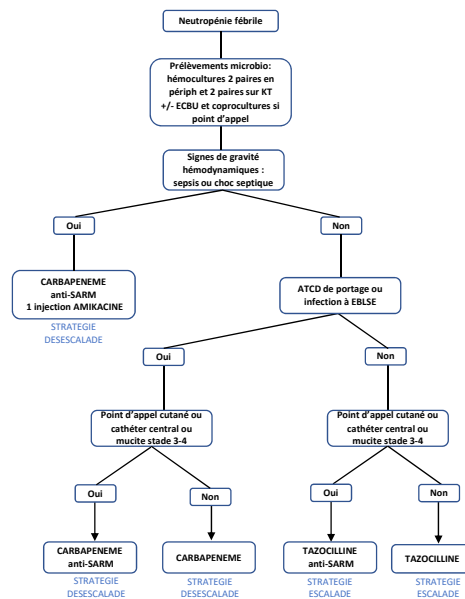 Neutropénie fébrile
Prélèvements microbio:
hémocultures 2 paires en
périph et 2 paires sur KT
+/- ECBU et coprocultures si
point d'appel
Signes de gravité
hémodynamiques :
sepsis ou choc septique
Oui
Non
CARBAPENEME
anti-SARM
1 injection AMIKACINE
STRATEGIE
DESESCALADE
ATCD de portage ou
infection à EBLSE
Oui
Non
Point d'appel cutané ou
cathéter central ou
mucite stade 3-4
Point d'appel cutané ou
cathéter central ou
mucite stade 3-4
Oui
Non
Oui
Non
CARBAPENEME
anti-SARM
CARBAPENEME
TAZOCILLINE
anti-SARM
TAZOCILLINE
STRATEGIE
DESESCALADE
STRATEGIE
DESESCALADE
STRATEGIE
ESCALADE
STRATEGIE
ESCALADE